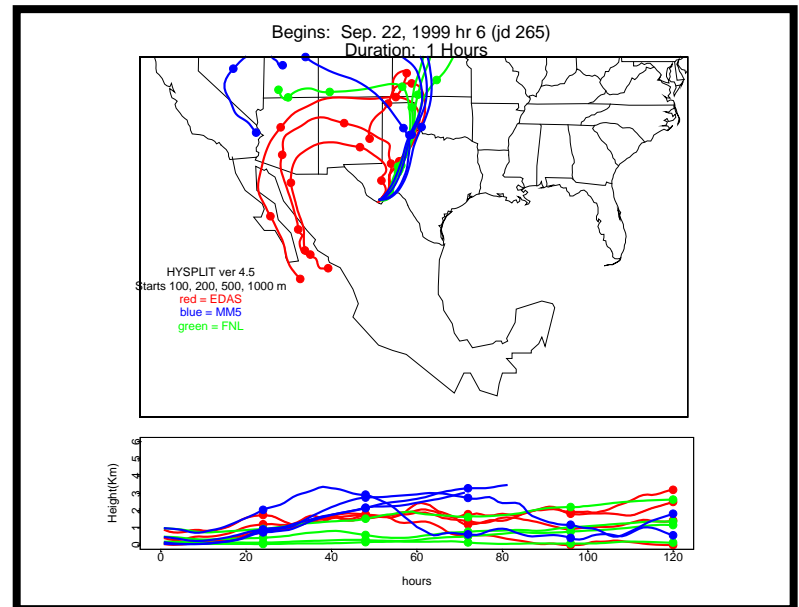 Begins:  Sep. 22, 1999 hr 6 (jd 265)
Duration:  1 Hours
HYSPLIT ver 4.5
Starts 100, 200, 500, 1000 m
red = EDAS
blue = MM5
green = FNL
Height(Km)
6
5
4
3
2
1
0
0 20 40 60 80 100 120
hours